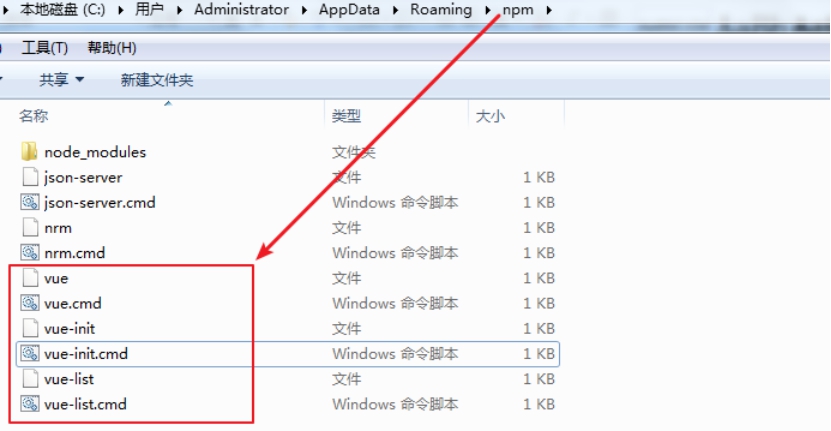 本地磁盘 (C:) 用户 Administrator AppData Roaming npm
工具(T) 帮助(H)
共享 新建文件夹
名称 类型 大小
node_modules 文件夹
json-server 文件 1 KB
json-server.cmd Windows 命令脚本 1 KB
nrm 文件 1 KB
nrm.cmd Windows 命令脚本 1 KB
vue 文件 1 KB
vue.cmd Windows 命令脚本 1 KB
vue-init 文件 1 KB
vue-init.cmd Windows 命令脚本 1 KB
vue-list 文件 1 KB
vue-list.cmd Windows 命令脚本 1 KB